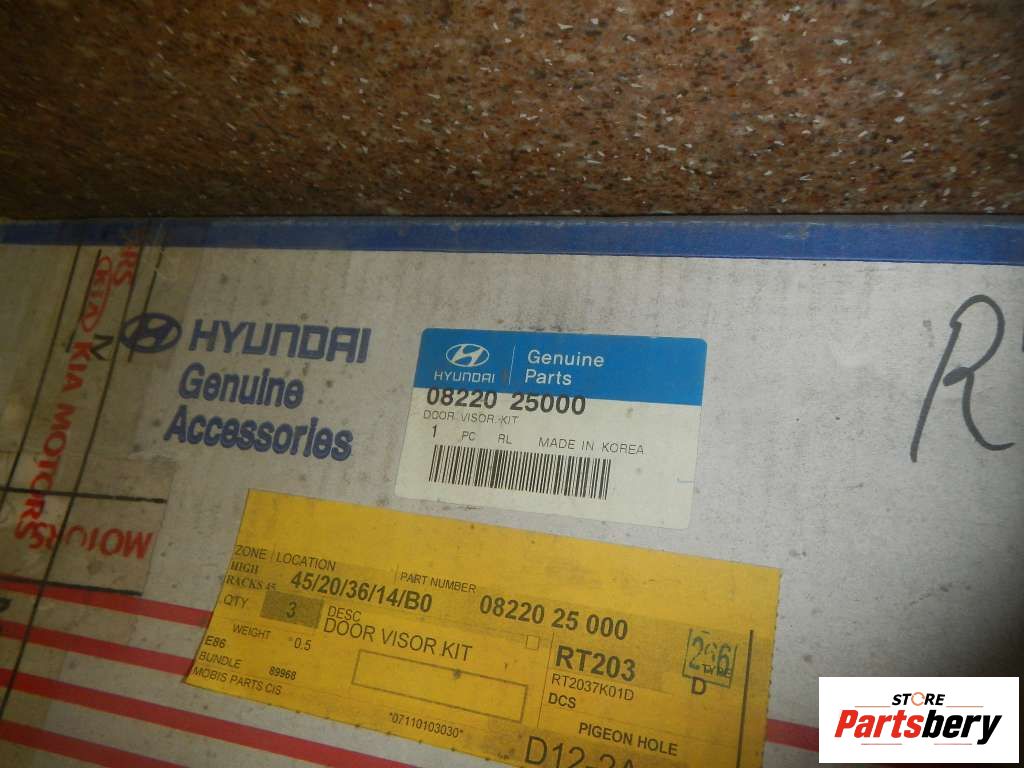 HYUNDAI
Genuine
Accessories
KIA MOTORS
MOTORS
HYUNDAI
Genuine
Parts
08220 25000
DOOR VISOR-KIT
1 PC RL MADE IN KOREA
ZONE LOCATION
HIGH
RACKS 45 45/20/36/14/B0
PART NUMBER
08220 25 000
QTY 3 DESC
DOOR VISOR KIT
WEIGHT *0.5
E86
BUNDLE 89968
MOBIS PARTS CIS
*07110103030*
RT203
RT2037K01D
DCS
D
PIGEON HOLE
R
STORE
Partsbery